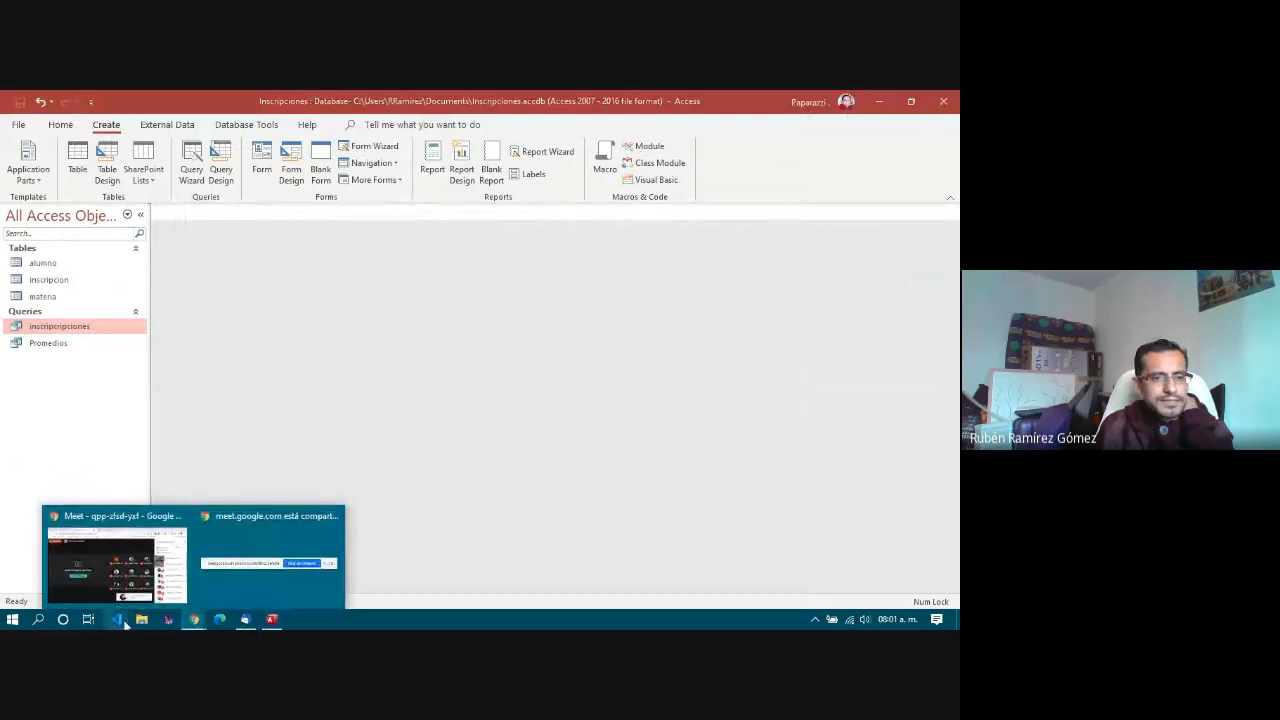 Inscripciones : Database- C:\Users\RRamirez\Documents\Inscripciones.accdb (Access 2007 - 2016 file format) - Access
Paparazzi .
File Home Create External Data Database Tools Help Tell me what you want to do
Application Parts
Templates
Table
Table Design
SharePoint Lists
Tables
Query Wizard
Query Design
Queries
Form
Form Design
Blank Form
Form Wizard
Navigation
More Forms
Forms
Report
Report Design
Blank Report
Report Wizard
Labels
Reports
Macro
Module
Class Module
Visual Basic
Macros & Code
All Access Obje...
Search...
Tables
alumno
inscripcion
materia
Queries
inscripcripciones
Promedios
Rubén Ramírez Gómez
Meet - qpp-zlsd-yxf - Google ...
meet.google.com está compart...
Ready
Num Lock
08:01 a. m.